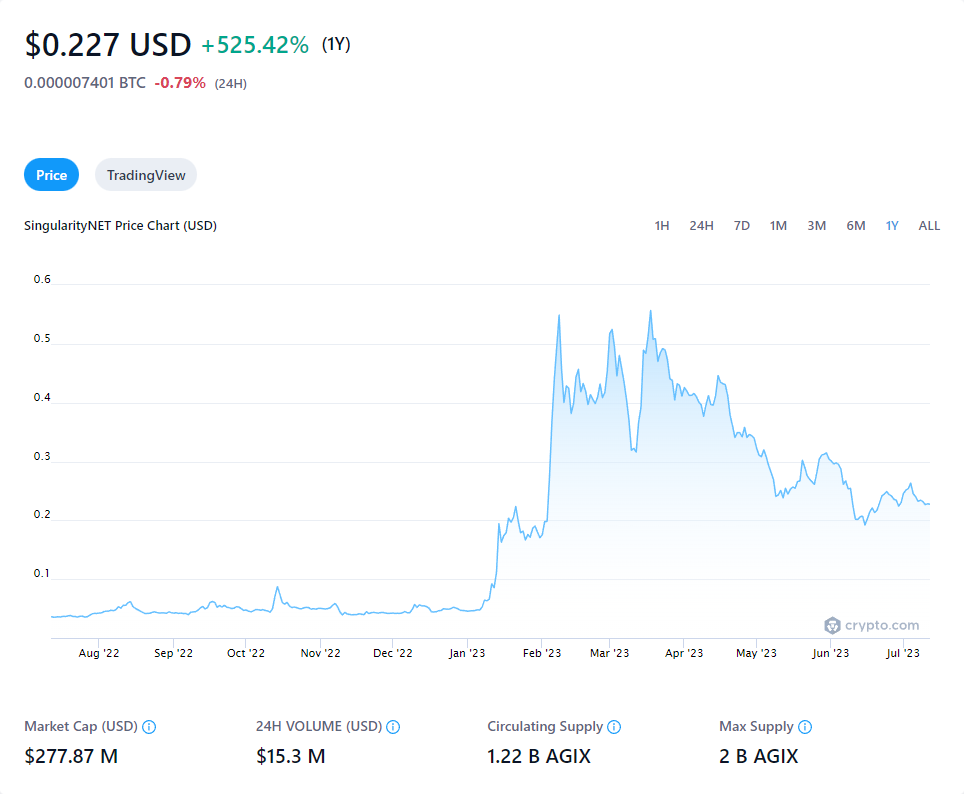 $0.227 USD +525.42% (1Y)
0.000007401 BTC -0.79% (24H)
Price TradingView
SingularityNET Price Chart (USD) 1H 24H 7D 1M 3M 6M 1Y ALL
0.6
0.5
0.4
0.3
0.2
0.1
crypto.com
Aug '22 Sep '22 Oct '22 Nov '22 Dec '22 Jan '23 Feb '23 Mar '23 Apr '23 May '23 Jun '23 Jul '23
Market Cap (USD) 24H VOLUME (USD) Circulating Supply Max Supply
$277.87 M $15.3 M 1.22 B AGIX 2 B AGIX